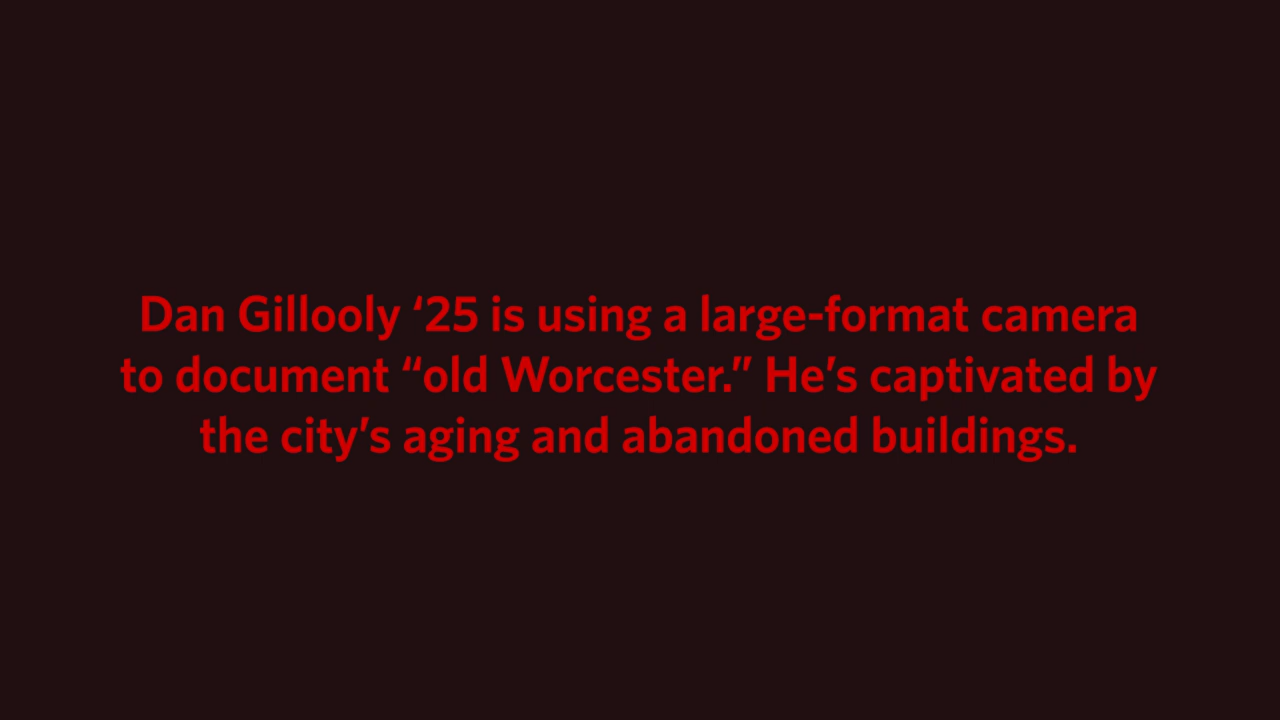 Dan Gillooly ‘25 is using a large-format camera
to document “old Worcester.” He’s captivated by
the city’s aging and abandoned buildings.